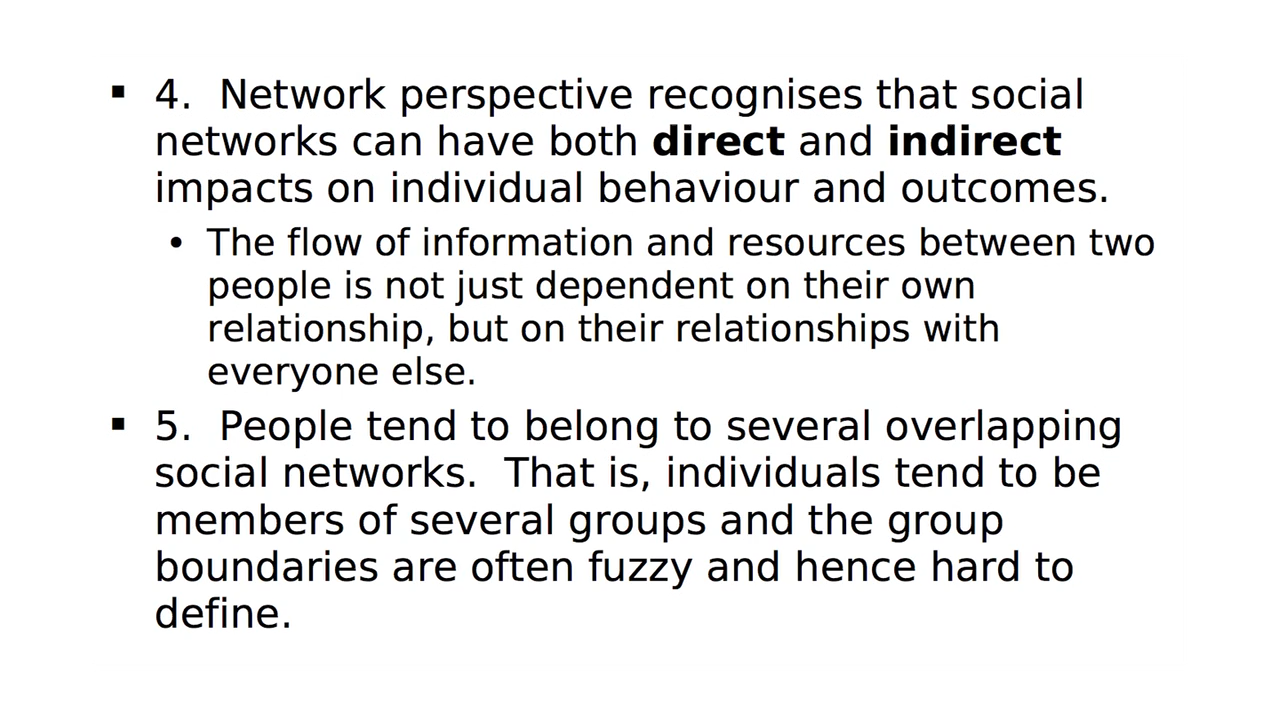 ▪ 4.  Network perspective recognises that social
networks can have both direct and indirect
impacts on individual behaviour and outcomes.
• The flow of information and resources between two
people is not just dependent on their own
relationship, but on their relationships with
everyone else.
▪ 5.  People tend to belong to several overlapping
social networks.  That is, individuals tend to be
members of several groups and the group
boundaries are often fuzzy and hence hard to
define.